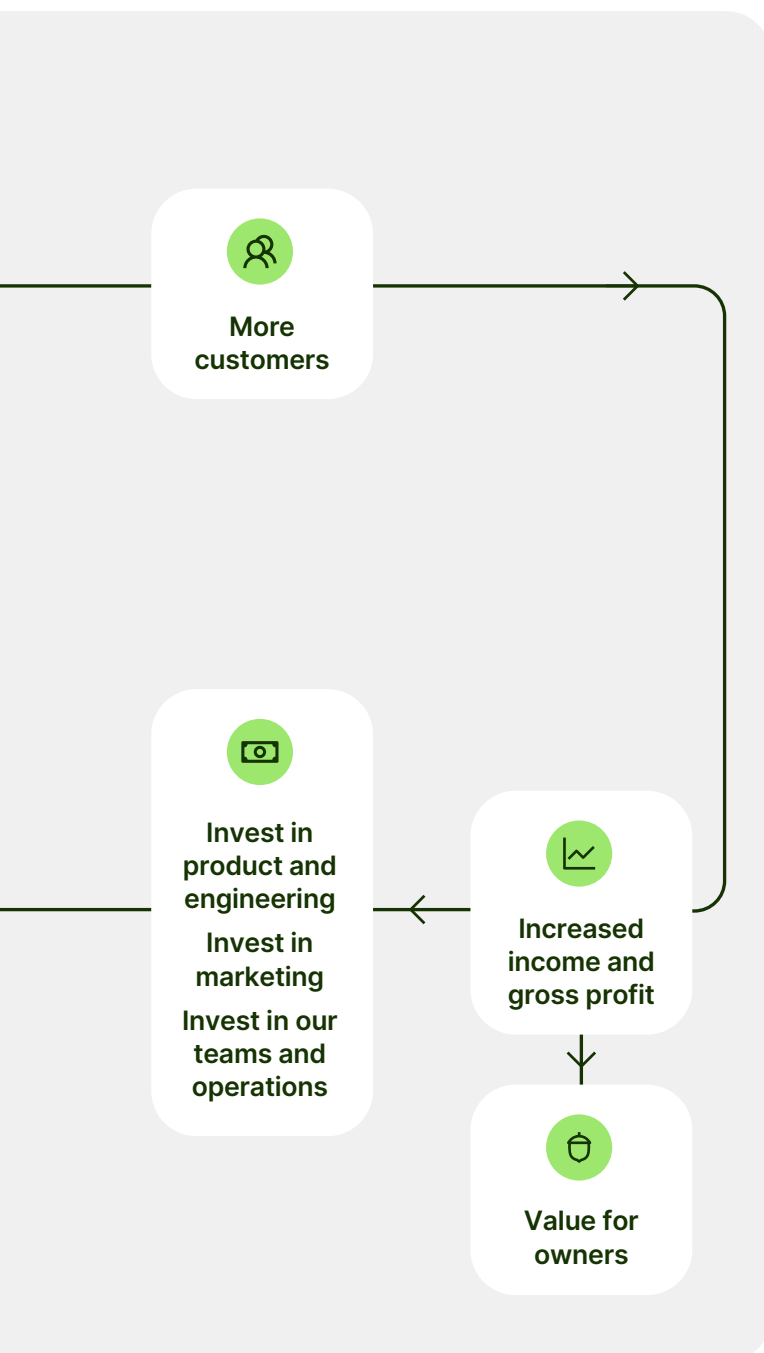 More
customers
Invest in
product and
engineering
Invest in
marketing
Invest in our
teams and
operations
Increased
income and
gross profit
Value for
owners